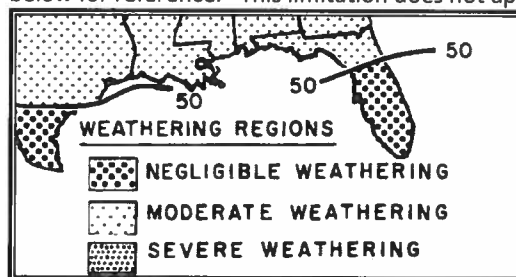 below for reference. This limitation does not ap
50
50
50
WEATHERING REGIONS
NEGLIGIBLE WEATHERING
MODERATE WEATHERING
SEVERE WEATHERING